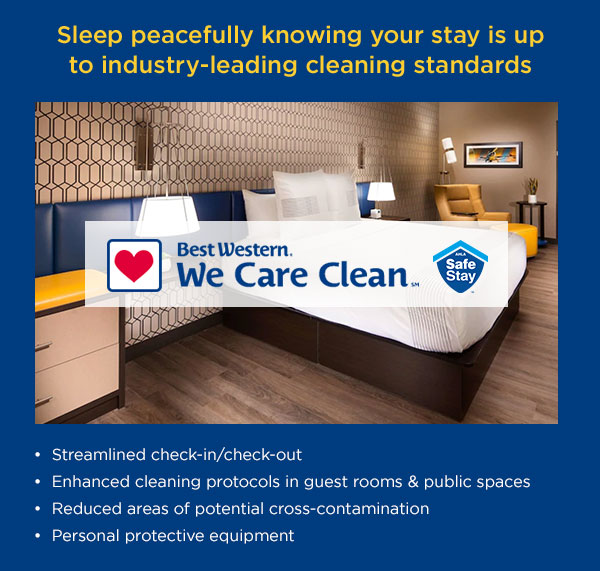 Sleep peacefully knowing your stay is up
to industry-leading cleaning standards
Best Western.
We Care Clean SM
AHLA
Safe
Stay
™
• Streamlined check-in/check-out
• Enhanced cleaning protocols in guest rooms & public spaces
• Reduced areas of potential cross-contamination
• Personal protective equipment